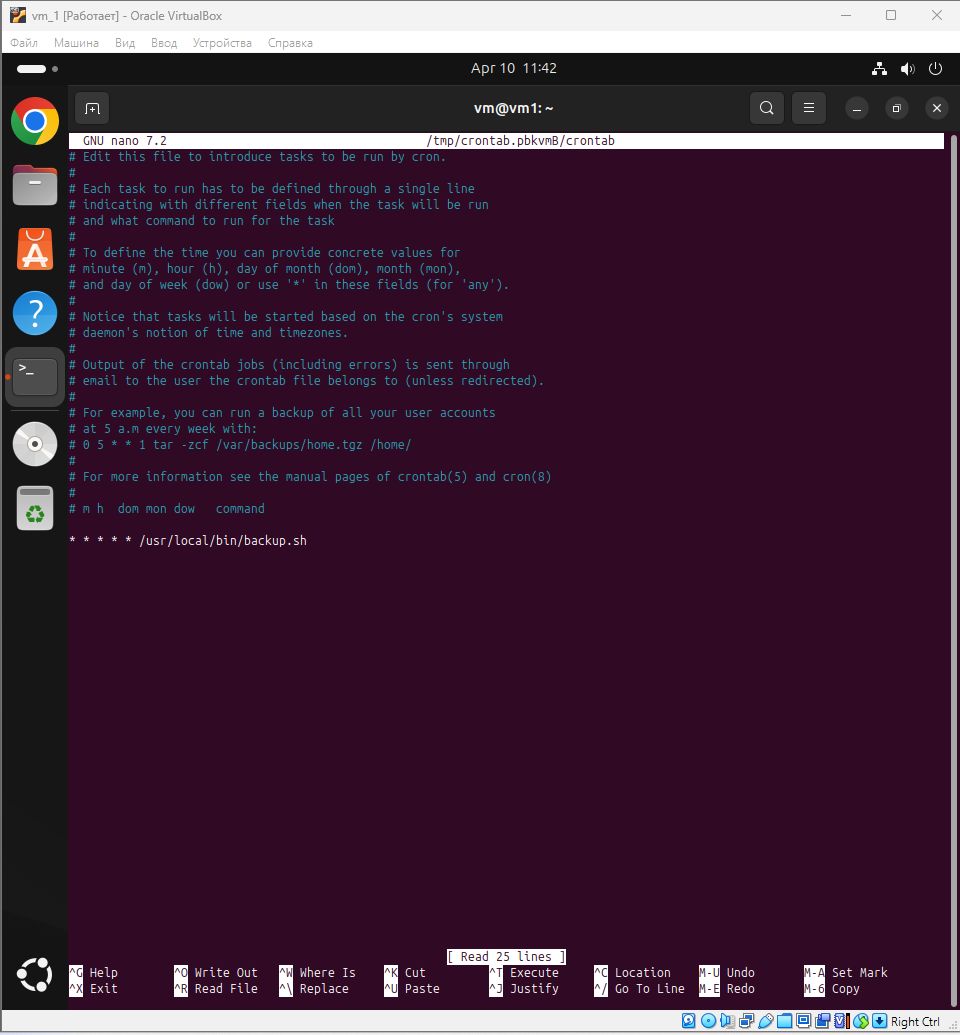 vm_1 [Работает] - Oracle VirtualBox
Файл Машина Вид Ввод Устройства Справка
Apr 10 11:42
vm@vm1: ~
GNU nano 7.2 /tmp/crontab.pbkvmB/crontab
# Edit this file to introduce tasks to be run by cron.
#
# Each task to run has to be defined through a single line
# indicating with different fields when the task will be run
# and what command to run for the task
#
# To define the time you can provide concrete values for
# minute (m), hour (h), day of month (dom), month (mon),
# and day of week (dow) or use '*' in these fields (for 'any').
#
# Notice that tasks will be started based on the cron's system
# daemon's notion of time and timezones.
#
# Output of the crontab jobs (including errors) is sent through
# email to the user the crontab file belongs to (unless redirected).
#
# For example, you can run a backup of all your user accounts
# at 5 a.m every week with:
# 0 5 * * 1 tar -zcf /var/backups/home.tgz /home/
#
# For more information see the manual pages of crontab(5) and cron(8)
#
# m h  dom mon dow   command
* * * * * /usr/local/bin/backup.sh
[ Read 25 lines ]
^G Help ^O Write Out ^W Where Is ^K Cut ^T Execute ^C Location M-U Undo M-A Set Mark
^X Exit ^R Read File ^\ Replace ^U Paste ^J Justify ^/ Go To Line M-E Redo M-6 Copy
Right Ctrl